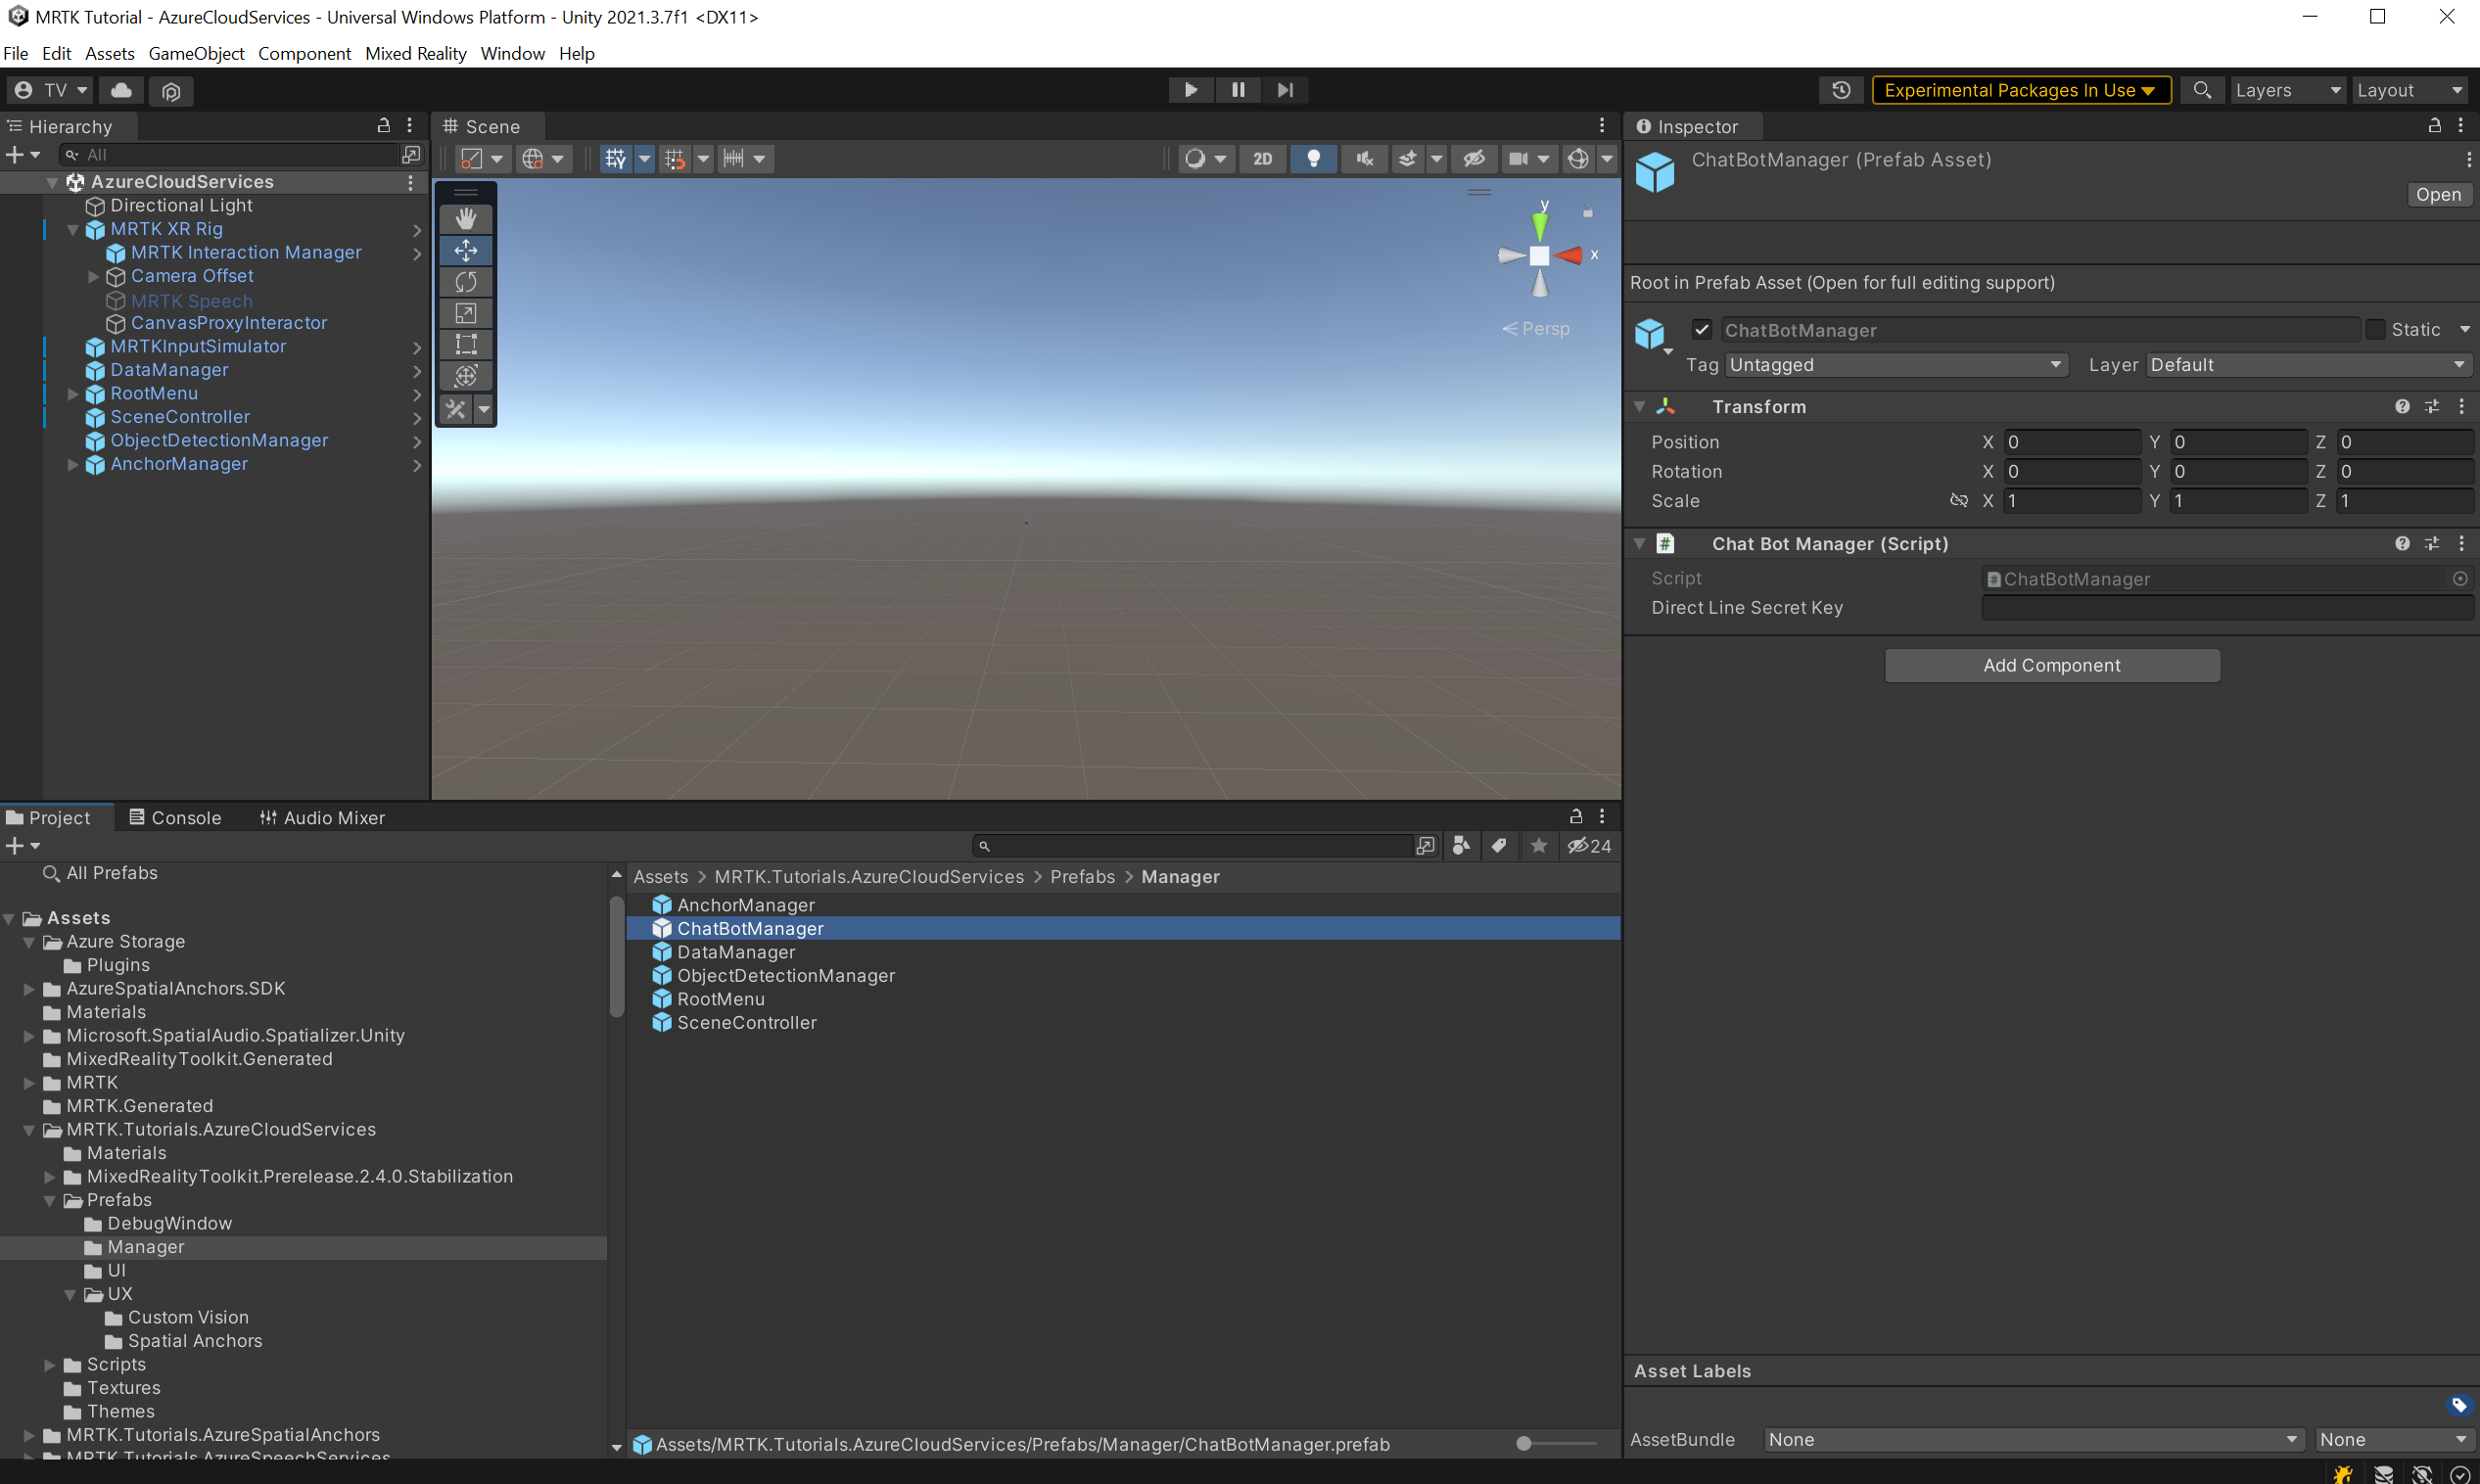 MRTK Tutorial - AzureCloudServices - Universal Windows Platform - Unity 2021.3.7f1 <DX11>
File Edit Assets GameObject Component Mixed Reality Window Help
TV
Experimental Packages In Use
Layers
Layout
Hierarchy
All
AzureCloudServices
Directional Light
MRTK XR Rig
MRTK Interaction Manager
Camera Offset
MRTK Speech
CanvasProxyInteractor
MRTKInputSimulator
DataManager
RootMenu
SceneController
ObjectDetectionManager
AnchorManager
Scene
2D
y
x
Persp
Inspector
ChatBotManager (Prefab Asset)
Open
Root in Prefab Asset (Open for full editing support)
ChatBotManager
Static
Tag Untagged
Layer Default
Transform
Position X 0 Y 0 Z 0
Rotation X 0 Y 0 Z 0
Scale X 1 Y 1 Z 1
Chat Bot Manager (Script)
Script ChatBotManager
Direct Line Secret Key
Add Component
Project
Console
Audio Mixer
24
All Prefabs
Assets
Azure Storage
Plugins
AzureSpatialAnchors.SDK
Materials
Microsoft.SpatialAudio.Spatializer.Unity
MixedRealityToolkit.Generated
MRTK
MRTK.Generated
MRTK.Tutorials.AzureCloudServices
Materials
MixedRealityToolkit.Prerelease.2.4.0.Stabilization
Prefabs
DebugWindow
Manager
UI
UX
Custom Vision
Spatial Anchors
Scripts
Textures
Themes
MRTK.Tutorials.AzureSpatialAnchors
MRTK.Tutorials.AzureSpeechServices
Assets > MRTK.Tutorials.AzureCloudServices > Prefabs > Manager
AnchorManager
ChatBotManager
DataManager
ObjectDetectionManager
RootMenu
SceneController
Assets/MRTK.Tutorials.AzureCloudServices/Prefabs/Manager/ChatBotManager.prefab
Asset Labels
AssetBundle None None